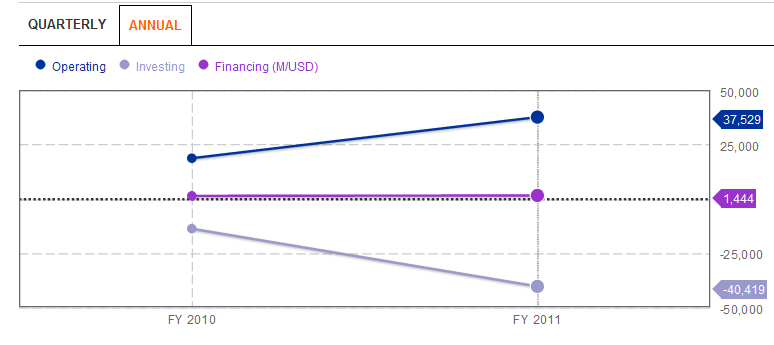 QUARTERLY ANNUAL
Operating Investing Financing (M/USD)
50,000
37,529
25,000
1,444
-25,000
-40,419
-50,000
FY 2010 FY 2011